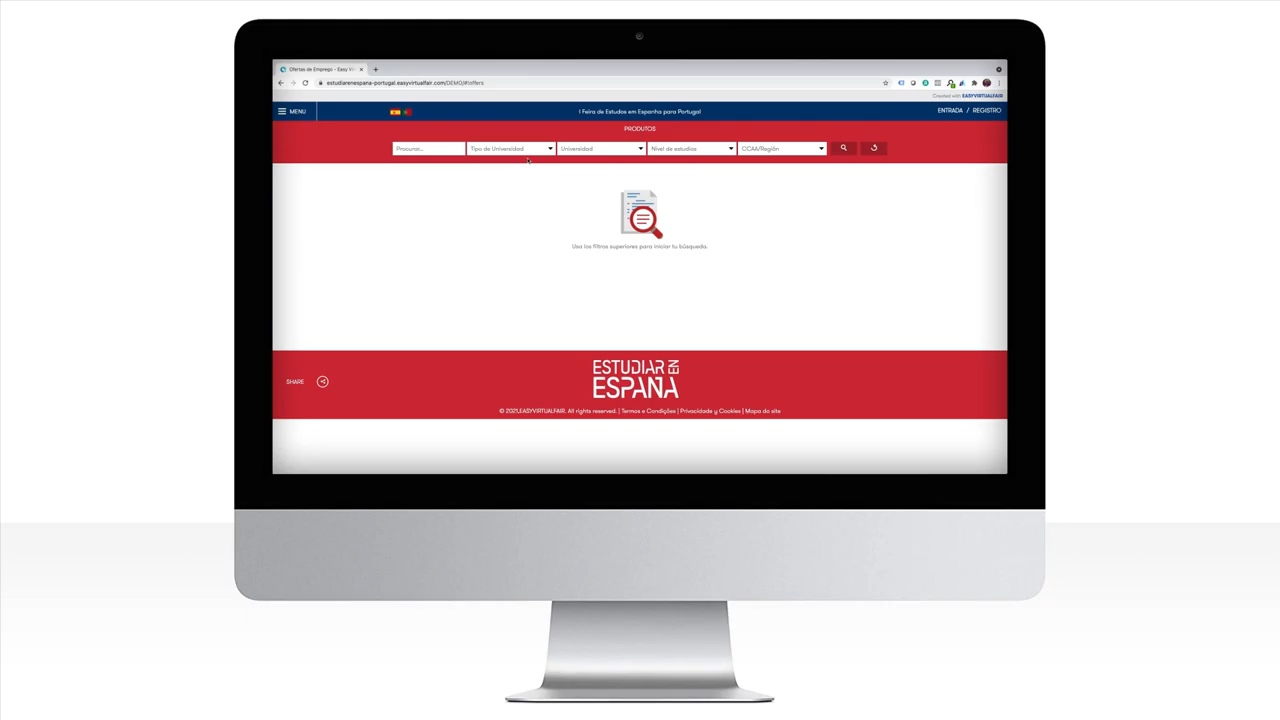 Ofertas de Emprego - Easy Vi
estudiarenespana-portugal.easyvirtualfair.com/DEMO/#!offers
Created with EASYVIRTUALFAIR
MENU
I Feira de Estudos em Espanha para Portugal
ENTRADA / REGISTRO
PRODUTOS
Procurar...
Tipo de Universidad
Universidad
Nivel de estudios
CCAA/Región
Usa los filtros superiores para iniciar tu búsqueda.
SHARE
ESTUDIAR EN
ESPAÑA
© 2021,EASYVIRTUALFAIR. All rights reserved. | Termos e Condições | Privacidade y Cookies | Mapa do site